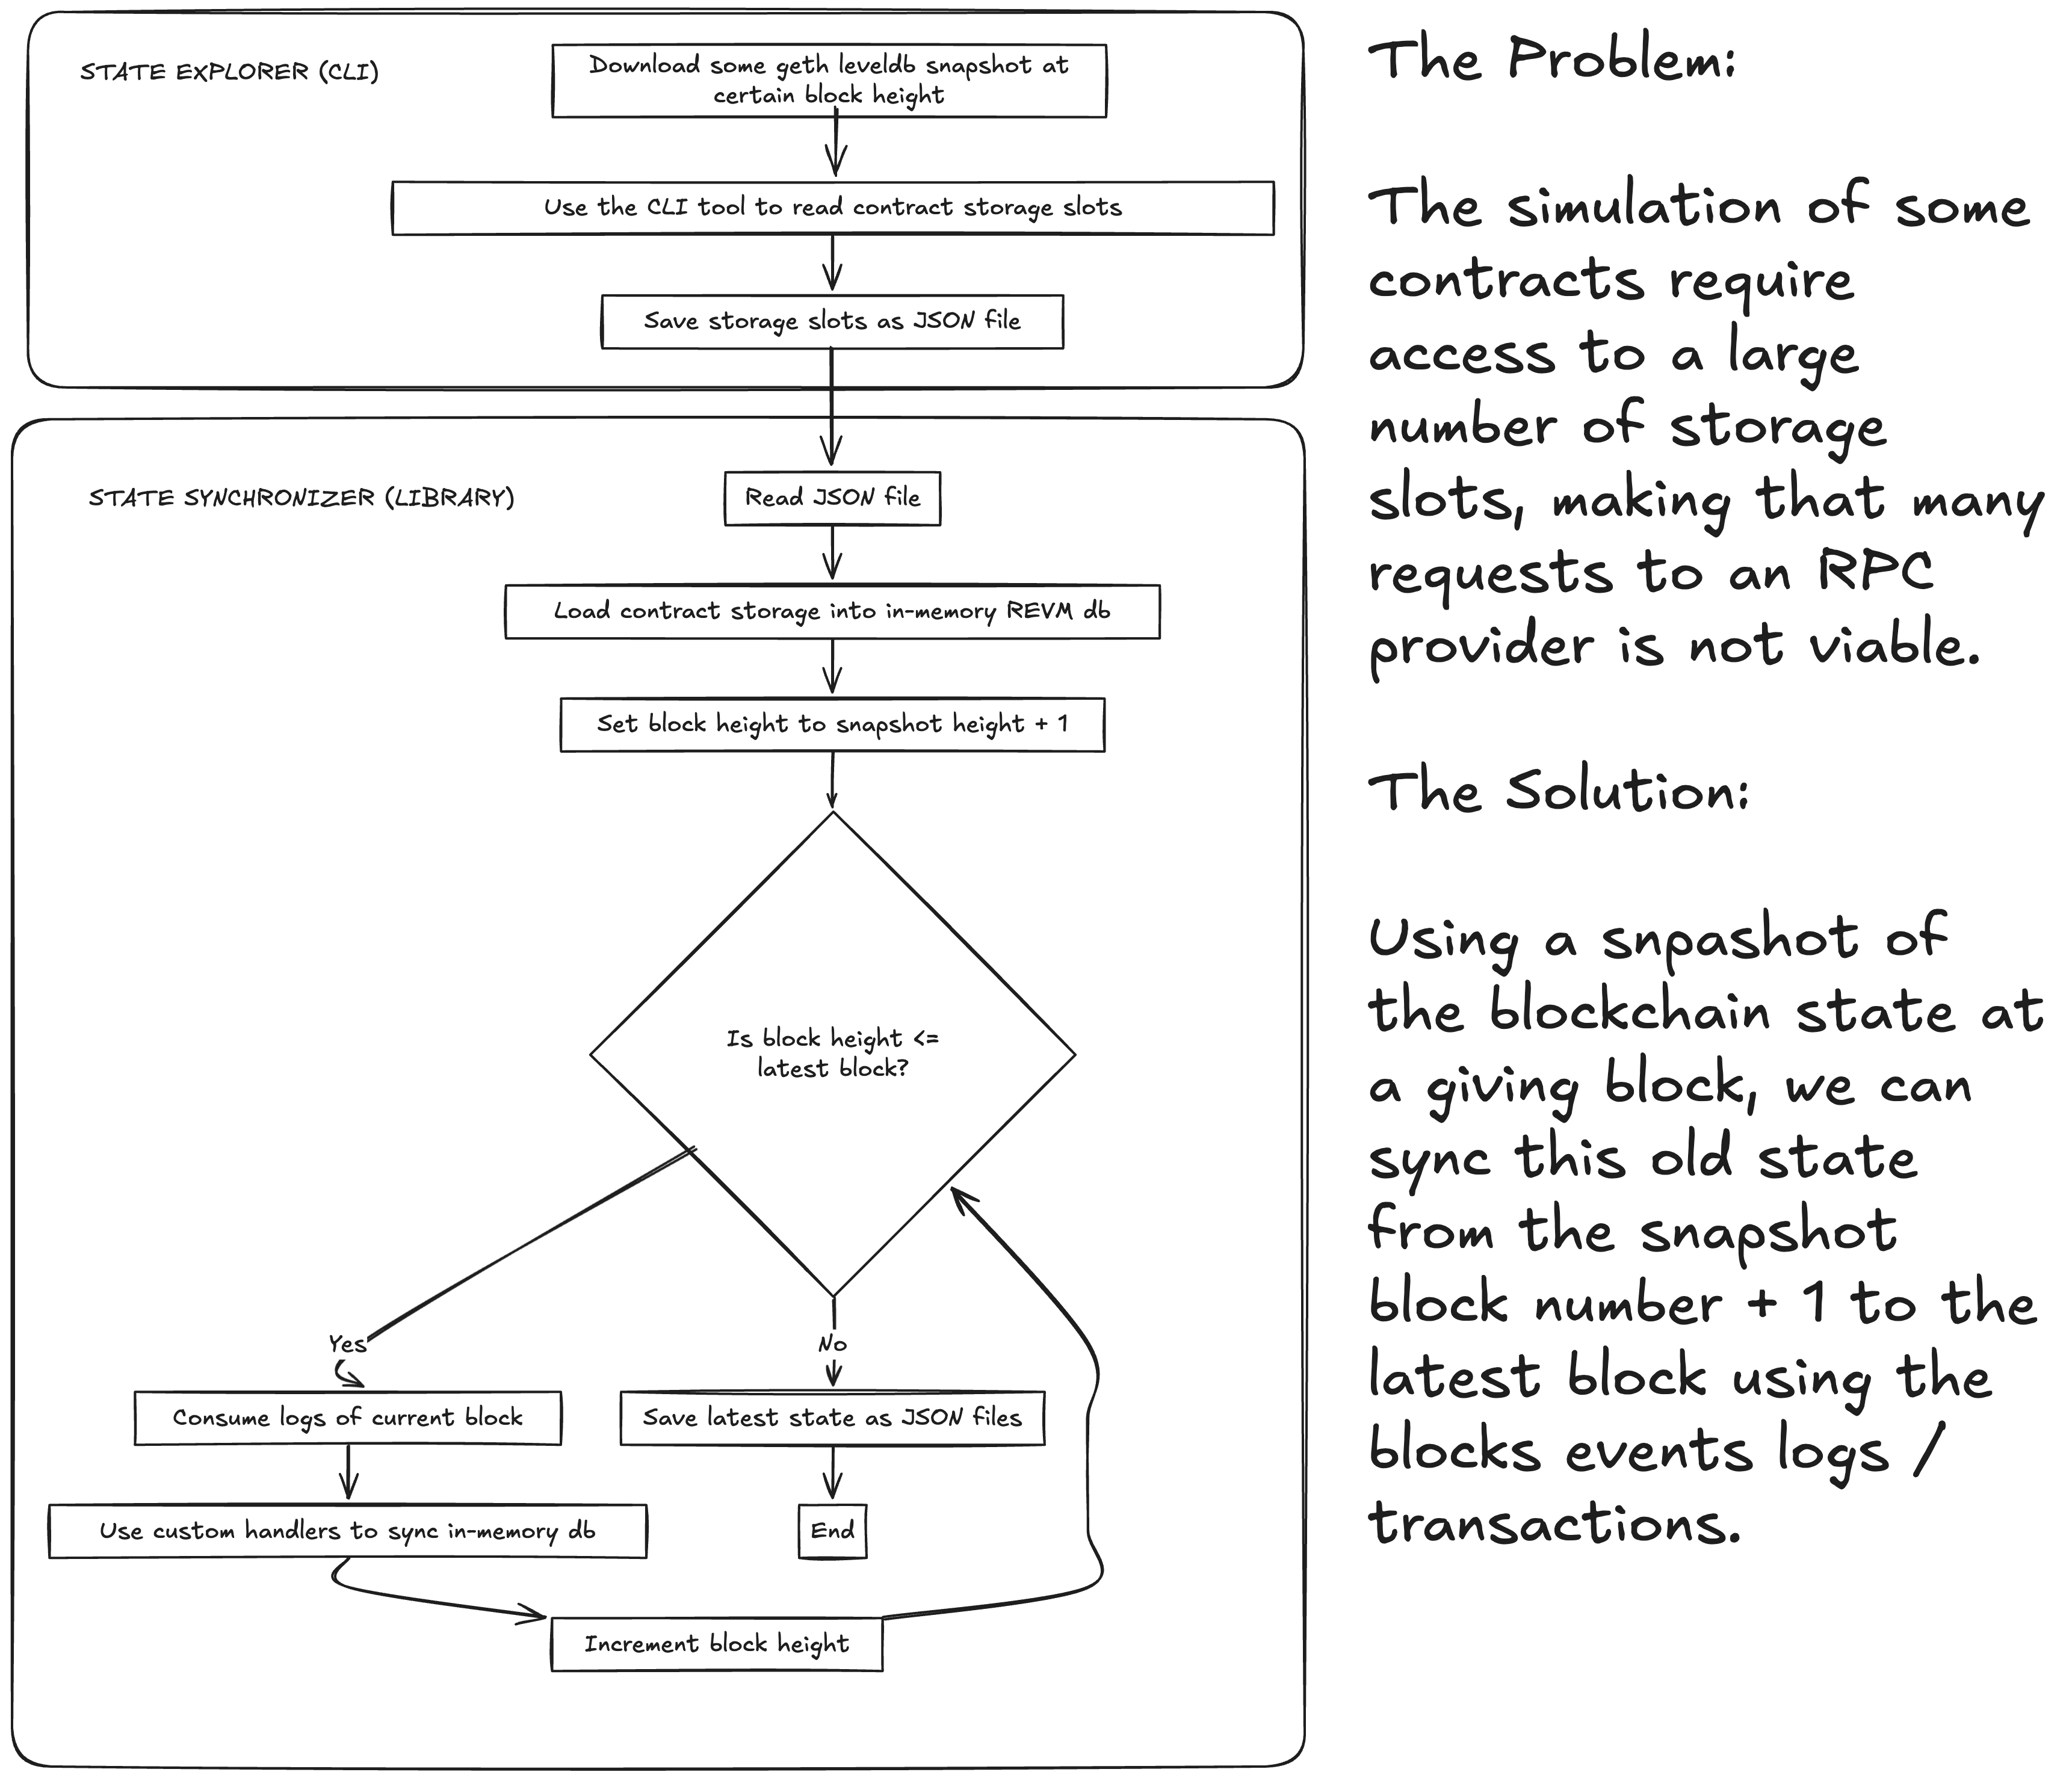 STATE EXPLORER (CLI)
Download some geth leveldb snapshot at
certain block height
Use the CLI tool to read contract storage slots
Save storage slots as JSON file
STATE SYNCHRONIZER (LIBRARY)
Read JSON file
Load contract storage into in-memory REVM db
Set block height to snapshot height + 1
Is block height <=
latest block?
Yes
No
Consume logs of current block
Save latest state as JSON files
Use custom handlers to sync in-memory db
End
Increment block height
The Problem:
The simulation of some
contracts require
access to a large
number of storage
slots, making that many
requests to an RPC
provider is not viable.
The Solution:
Using a snpashot of
the blockchain state at
a giving block, we can
sync this old state
from the snapshot
block number + 1 to the
latest block using the
blocks events logs /
transactions.